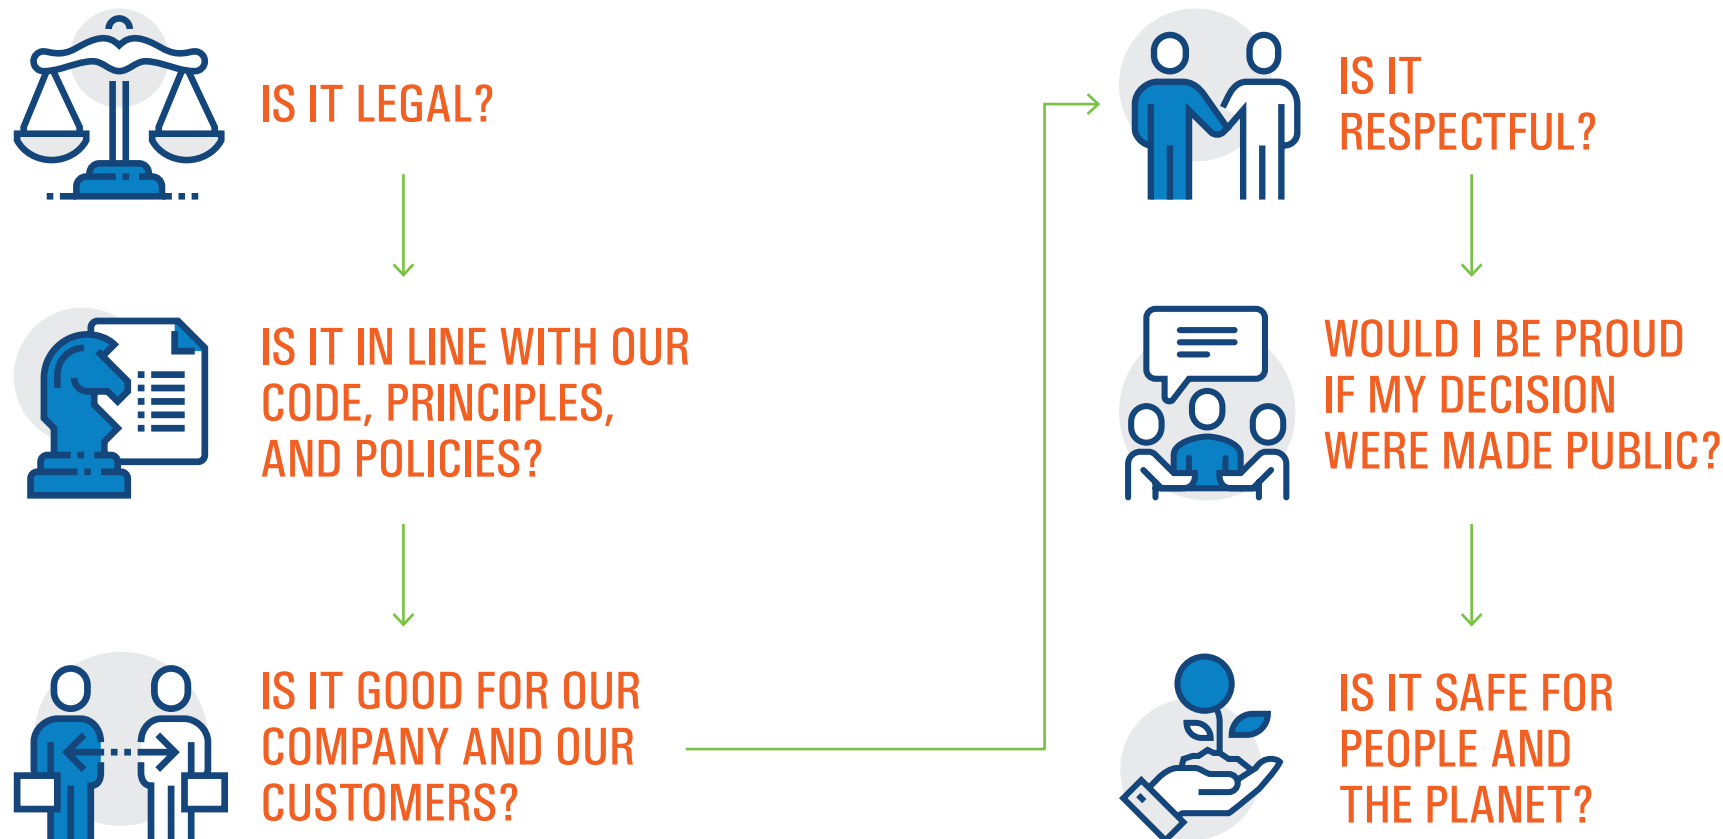 IS IT LEGAL?
IS IT IN LINE WITH OUR
CODE, PRINCIPLES,
AND POLICIES?
IS IT GOOD FOR OUR
COMPANY AND OUR
CUSTOMERS?
IS IT
RESPECTFUL?
WOULD I BE PROUD
IF MY DECISION
WERE MADE PUBLIC?
IS IT SAFE FOR
PEOPLE AND
THE PLANET?